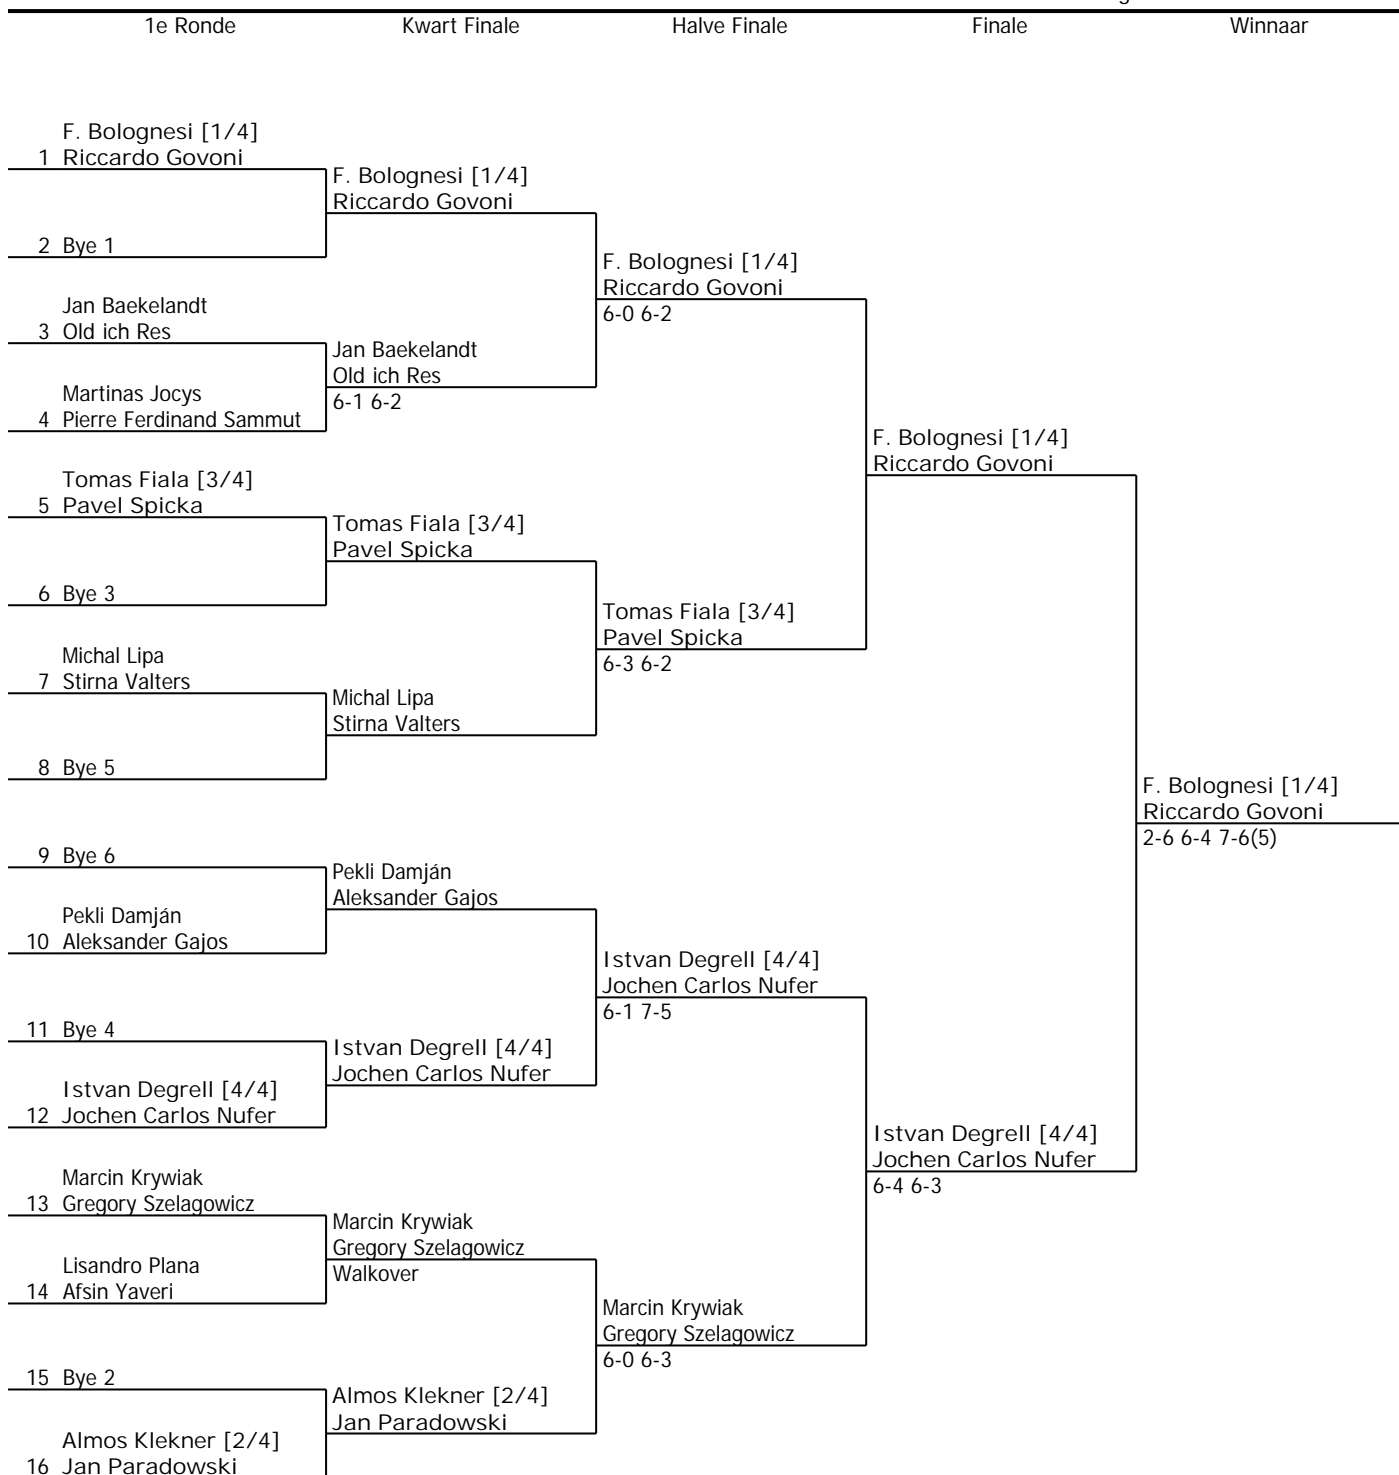 1e Ronde Kwart Finale Halve Finale Finale Winnaar
F. Bolognesi [1/4]
1 Riccardo Govoni
F. Bolognesi [1/4]
Riccardo Govoni
2 Bye 1
F. Bolognesi [1/4]
Riccardo Govoni
6-0 6-2
Jan Baekelandt
3 Old ich Res
Jan Baekelandt
Old ich Res
6-1 6-2
Martinas Jocys
4 Pierre Ferdinand Sammut
F. Bolognesi [1/4]
Riccardo Govoni
Tomas Fiala [3/4]
5 Pavel Spicka
Tomas Fiala [3/4]
Pavel Spicka
6 Bye 3
Tomas Fiala [3/4]
Pavel Spicka
6-3 6-2
Michal Lipa
7 Stirna Valters
Michal Lipa
Stirna Valters
8 Bye 5
F. Bolognesi [1/4]
Riccardo Govoni
2-6 6-4 7-6(5)
9 Bye 6
Pekli Damján
Aleksander Gajos
Pekli Damján
10 Aleksander Gajos
Istvan Degrell [4/4]
Jochen Carlos Nufer
6-1 7-5
11 Bye 4
Istvan Degrell [4/4]
Jochen Carlos Nufer
Istvan Degrell [4/4]
12 Jochen Carlos Nufer
Istvan Degrell [4/4]
Jochen Carlos Nufer
6-4 6-3
Marcin Krywiak
13 Gregory Szelagowicz
Marcin Krywiak
Gregory Szelagowicz
Walkover
Lisandro Plana
14 Afsin Yaveri
Marcin Krywiak
Gregory Szelagowicz
6-0 6-3
15 Bye 2
Almos Klekner [2/4]
Jan Paradowski
Almos Klekner [2/4]
16 Jan Paradowski